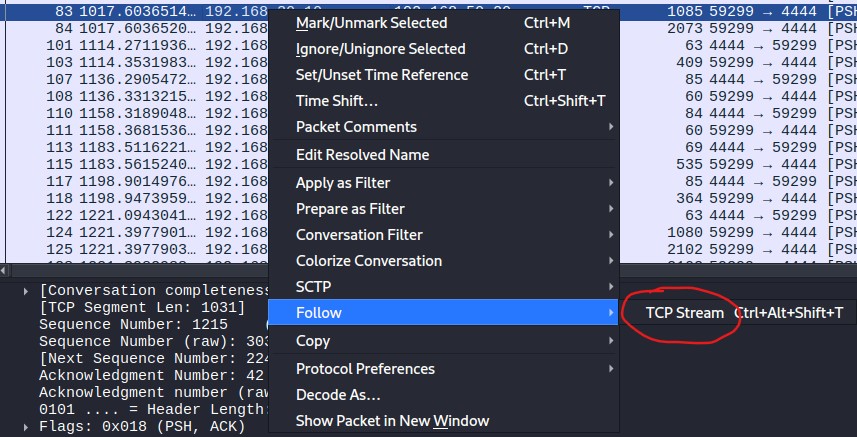 83 1017.6036514… 192.168 1085 59299 → 4444 [PSH
84 1017.6036520… 192.168 2073 59299 → 4444 [PSH
101 1114.2711936… 192.168 63 4444 → 59299 [PSH
103 1114.3531983… 192.168 409 59299 → 4444 [PSH
107 1136.2905472… 192.168 85 4444 → 59299 [PSH
108 1136.3313215… 192.168 60 59299 → 4444 [PSH
110 1158.3189048… 192.168 84 4444 → 59299 [PSH
111 1158.3681536… 192.168 60 59299 → 4444 [PSH
113 1183.5116221… 192.168 69 4444 → 59299 [PSH
115 1183.5615240… 192.168 535 59299 → 4444 [PSH
117 1198.9014976… 192.168 85 4444 → 59299 [PSH
118 1198.9473959… 192.168 364 59299 → 4444 [PSH
122 1221.0943041… 192.168 63 4444 → 59299 [PSH
124 1221.3977901… 192.168 1080 59299 → 4444 [PSH
125 1221.3977903… 192.168 2102 59299 → 4444 [PSH
Mark/Unmark Selected Ctrl+M
Ignore/Unignore Selected Ctrl+D
Set/Unset Time Reference Ctrl+T
Time Shift… Ctrl+Shift+T
Packet Comments
Edit Resolved Name
Apply as Filter
Prepare as Filter
Conversation Filter
Colorize Conversation
SCTP
Follow
TCP Stream Ctrl+Alt+Shift+T
Copy
Protocol Preferences
Decode As…
Show Packet in New Window
[Conversation completeness
[TCP Segment Len: 1031]
Sequence Number: 1215 (
Sequence Number (raw): 303
[Next Sequence Number: 224
Acknowledgment Number: 42
Acknowledgment number (raw
0101 .... = Header Length:
Flags: 0x018 (PSH, ACK)